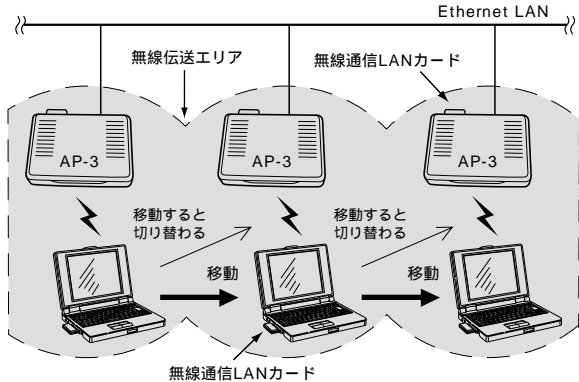 Ethernet LAN
無線伝送エリア
無線通信LANカード
AP-3
AP-3
AP-3
移動すると
切り替わる
移動すると
切り替わる
移動
移動
無線通信LANカード